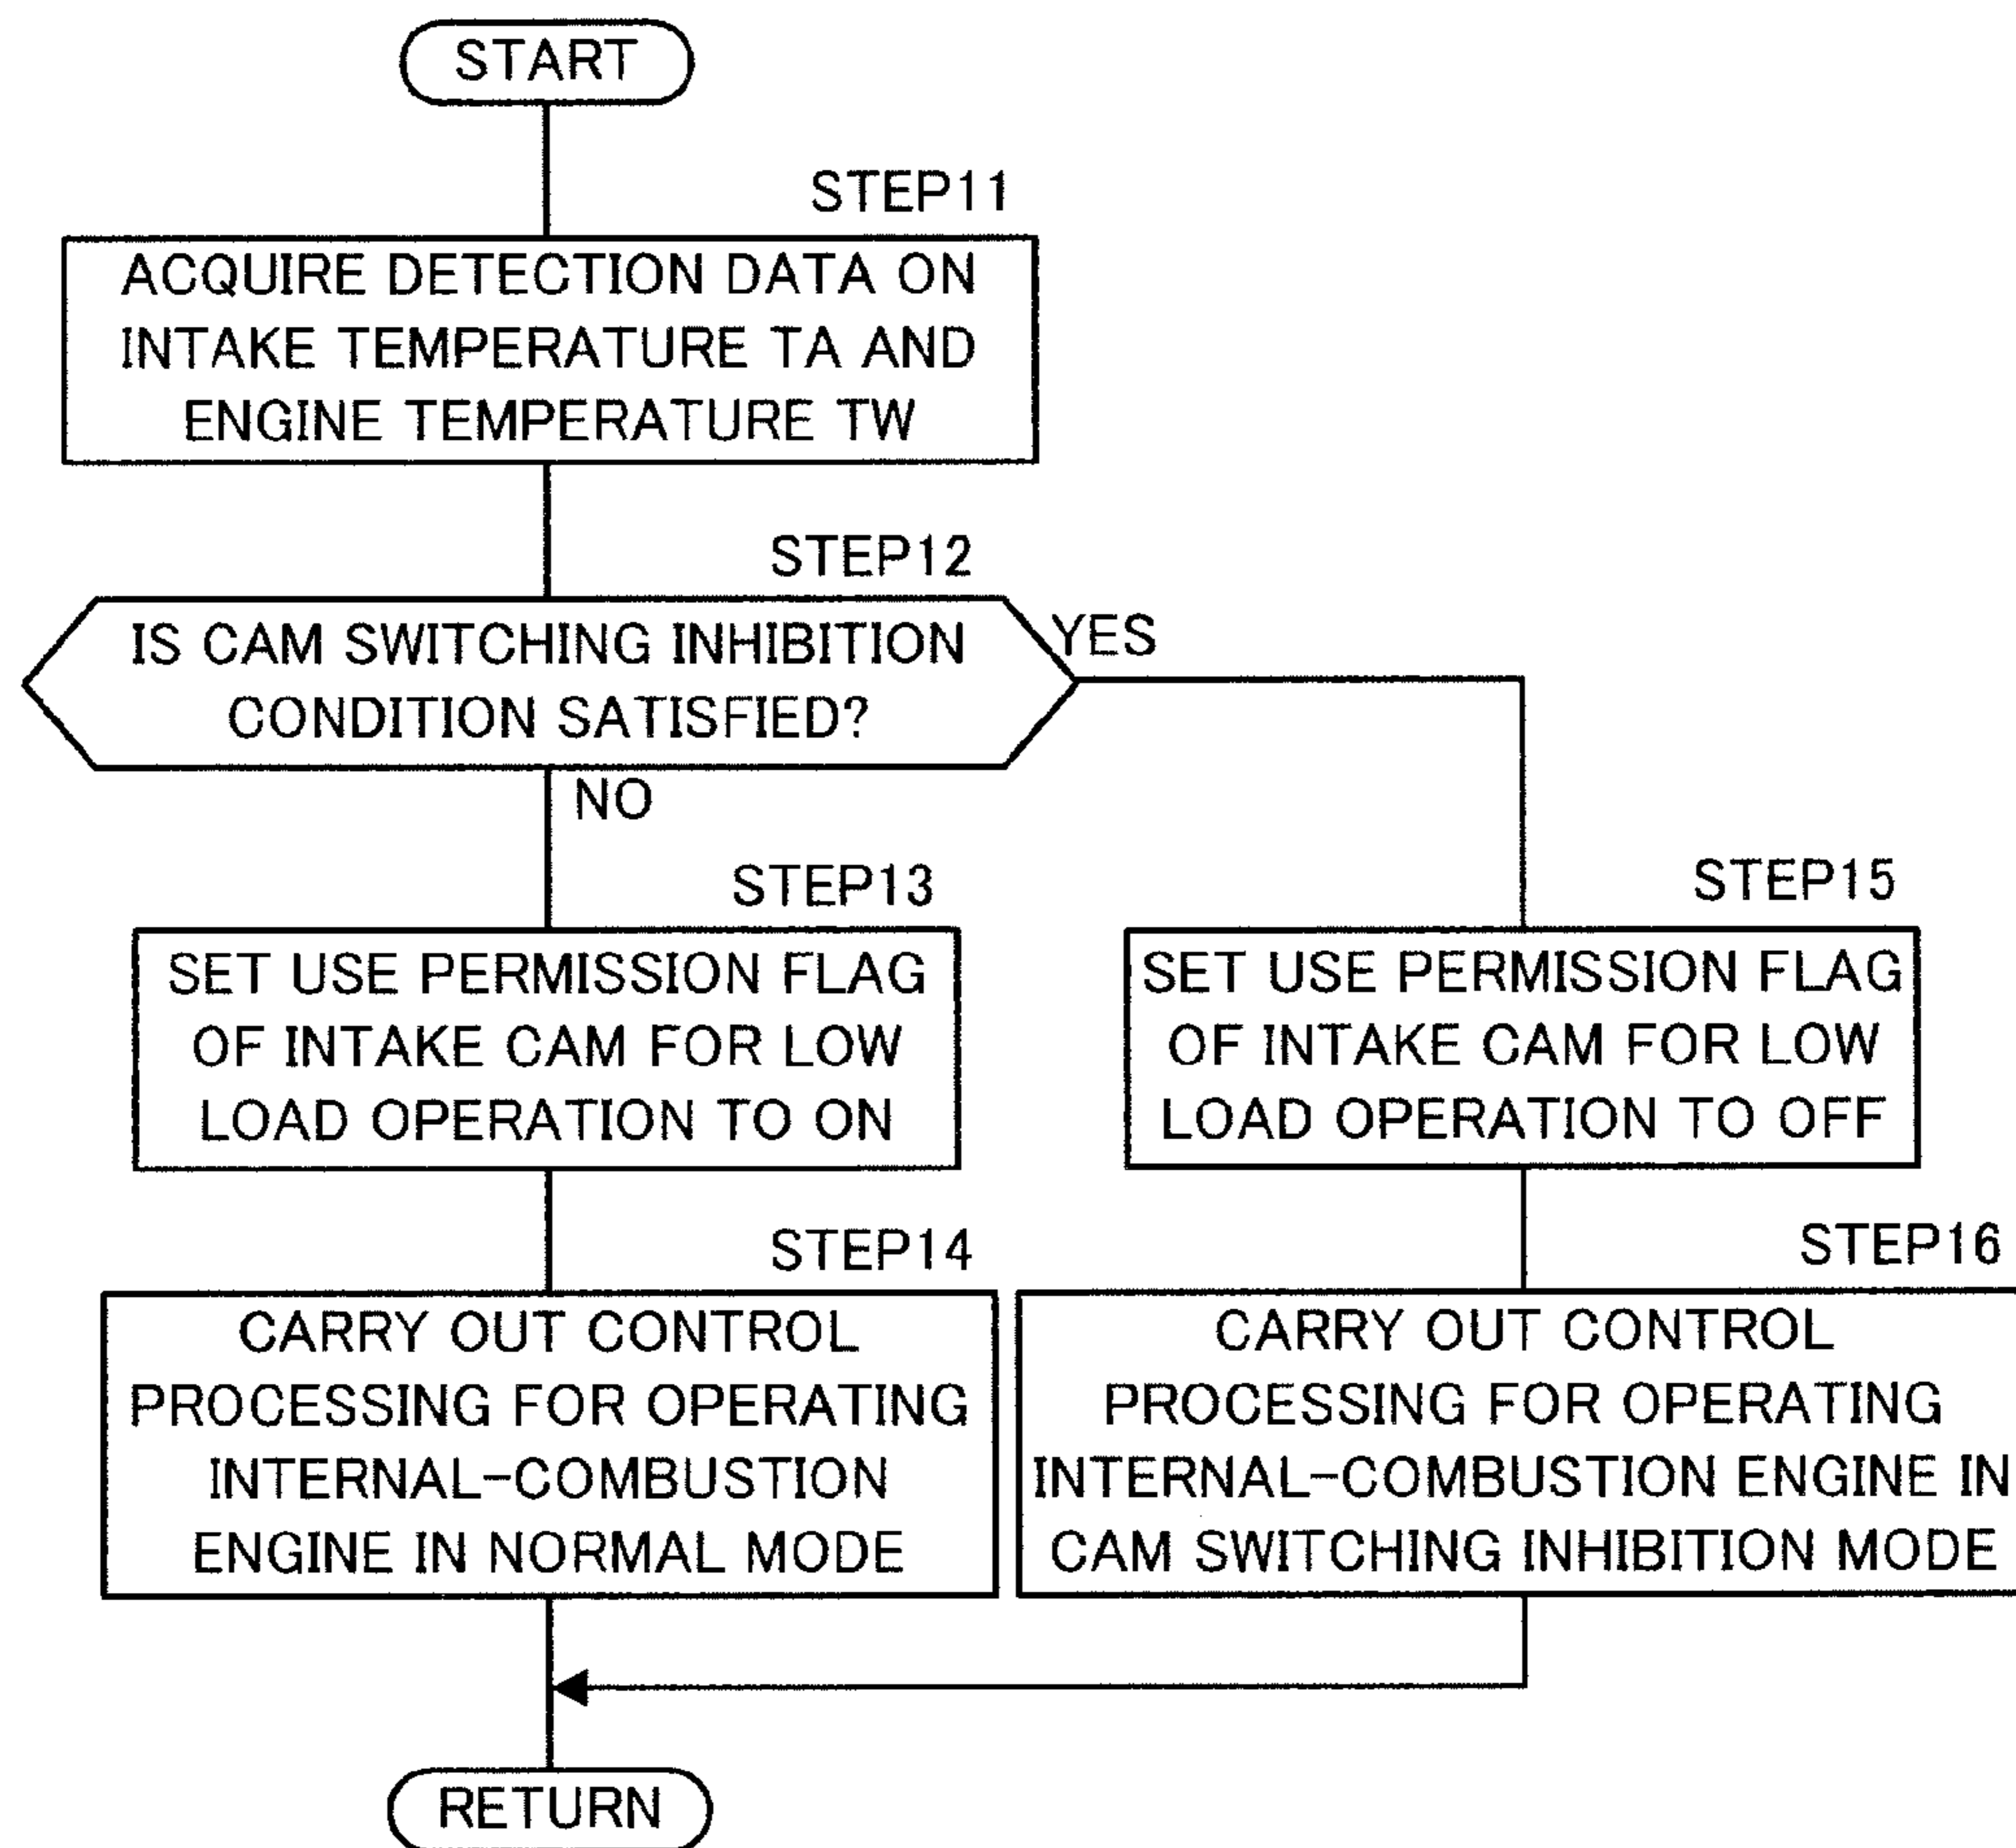 START
STEP11
ACQUIRE DETECTION DATA ON
INTAKE TEMPERATURE TA AND
ENGINE TEMPERATURE TW
STEP12
IS CAM SWITCHING INHIBITION
CONDITION SATISFIED?
YES
NO
STEP13
SET USE PERMISSION FLAG
OF INTAKE CAM FOR LOW
LOAD OPERATION TO ON
STEP14
CARRY OUT CONTROL
PROCESSING FOR OPERATING
INTERNAL-COMBUSTION
ENGINE IN NORMAL MODE
STEP15
SET USE PERMISSION FLAG
OF INTAKE CAM FOR LOW
LOAD OPERATION TO OFF
STEP16
CARRY OUT CONTROL
PROCESSING FOR OPERATING
INTERNAL-COMBUSTION ENGINE IN
CAM SWITCHING INHIBITION MODE
RETURN